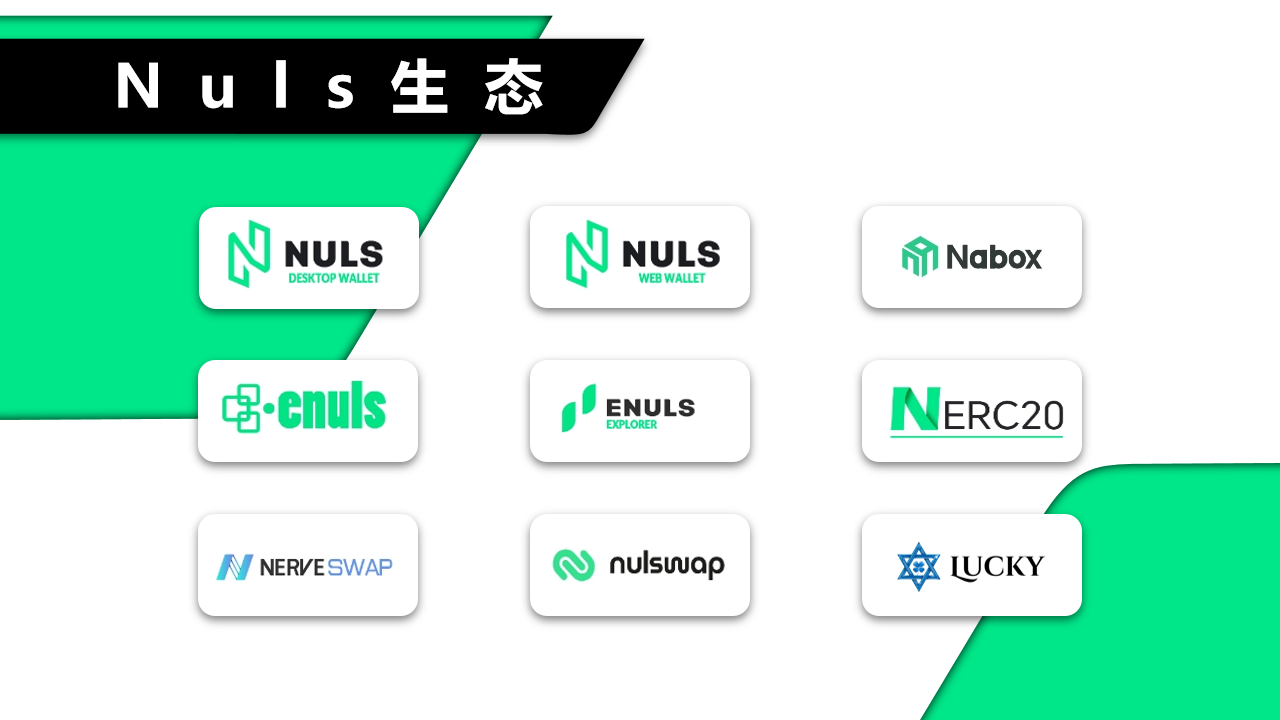 Nuls生态
NULS
DESKTOP WALLET
NULS
WEB WALLET
Nabox
enuls
ENULS
EXPLORER
NERC20
NERVESWAP
nulswap
LUCKY